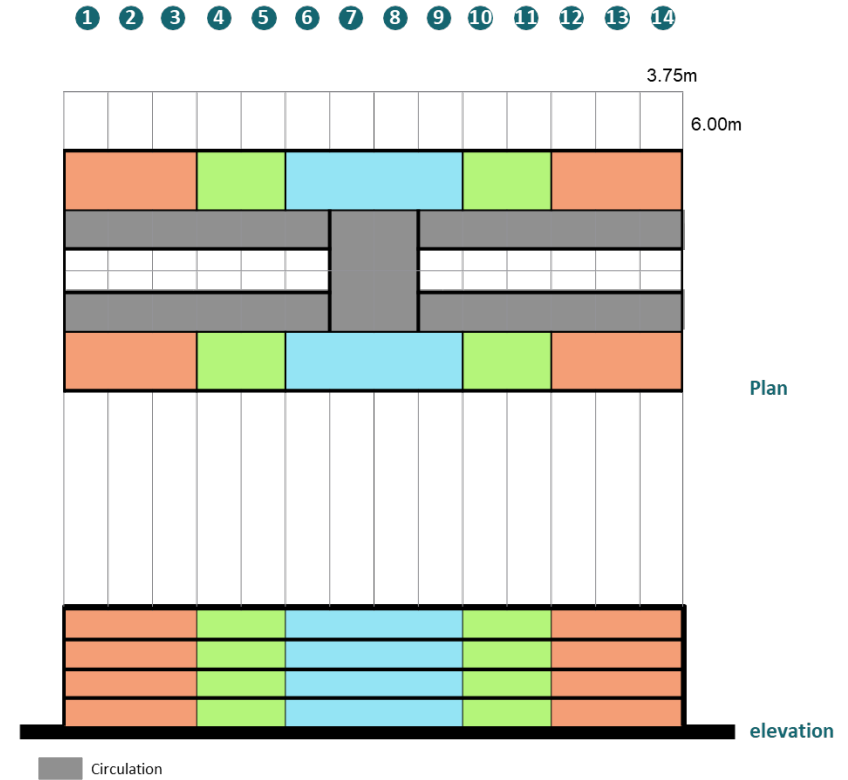 1 2 3 4 5 6 7 8 9 10 11 12 13 14
3.75m
6.00m
Plan
elevation
Circulation